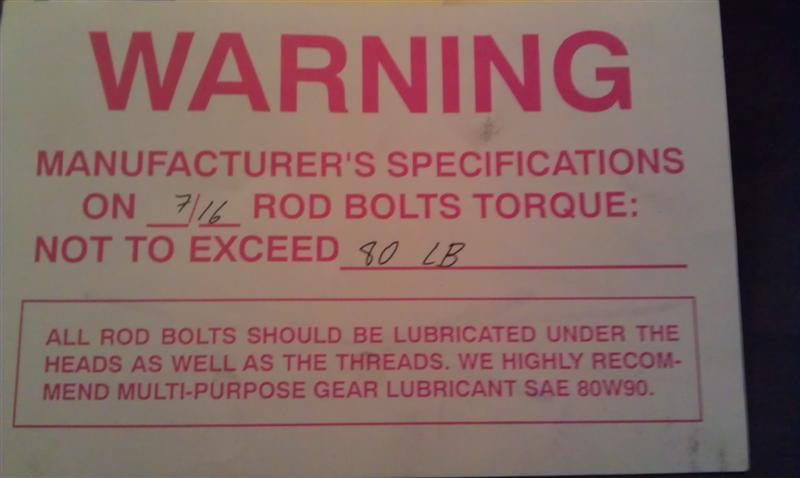 WARNING
MANUFACTURER'S SPECIFICATIONS
ON 7/16 ROD BOLTS TORQUE:
NOT TO EXCEED 80 LB
ALL ROD BOLTS SHOULD BE LUBRICATED UNDER THE
HEADS AS WELL AS THE THREADS. WE HIGHLY RECOM-
MEND MULTI-PURPOSE GEAR LUBRICANT SAE 80W90.